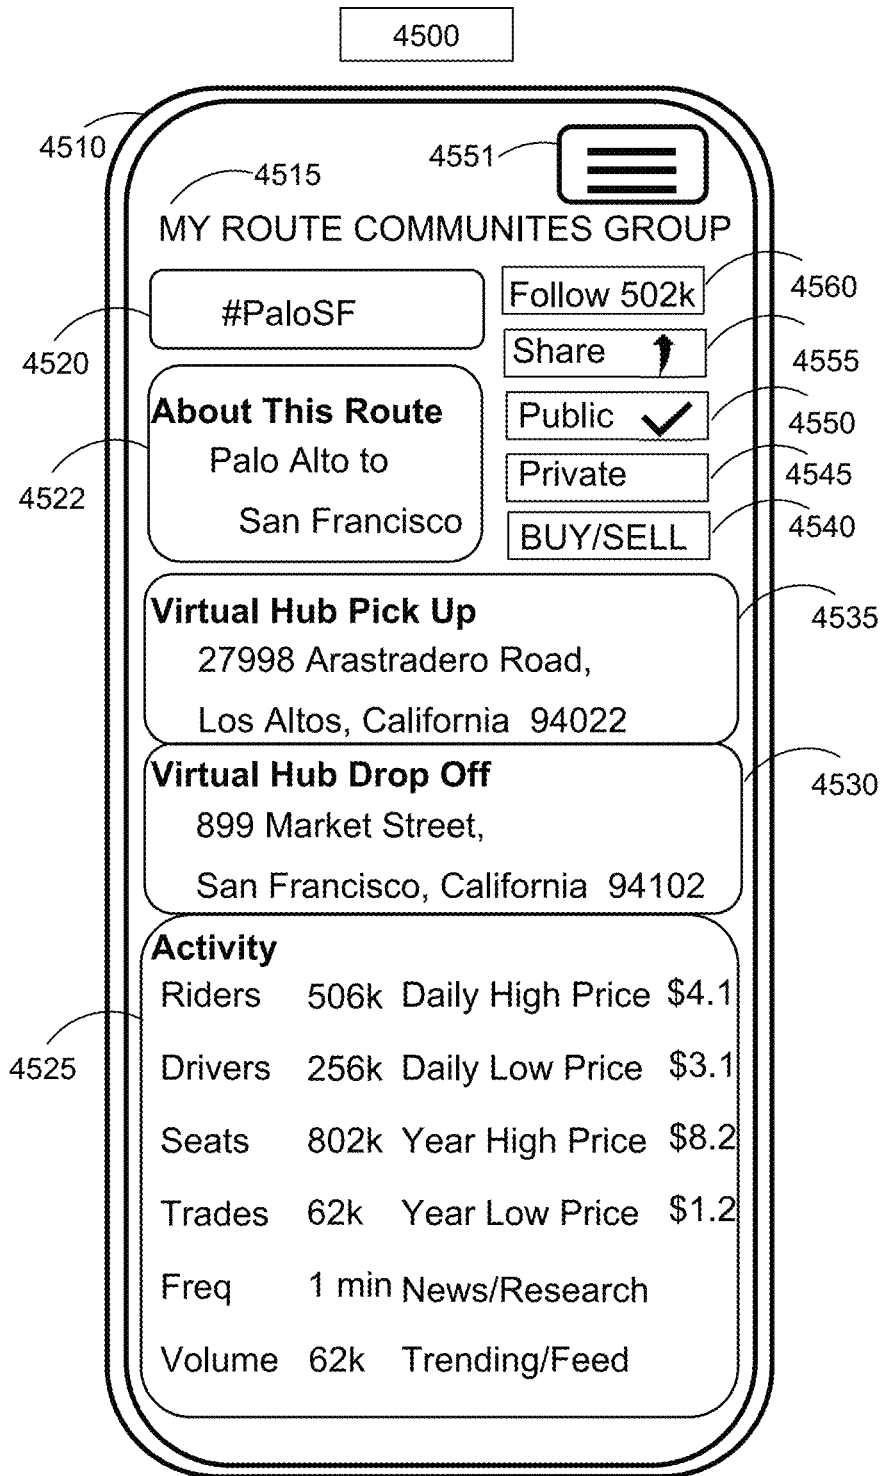 4500
4510
4551
4515
MY ROUTE COMMUNITES GROUP
#PaloSF
Follow 502k
4560
4520
Share
4555
About This Route
Public
4550
Palo Alto to
Private
4545
4522
San Francisco
BUY/SELL
4540
Virtual Hub Pick Up
4535
27998 Arastradero Road,
Los Altos, California 94022
Virtual Hub Drop Off
4530
899 Market Street,
San Francisco, California 94102
Activity
Riders 506k Daily High Price $4.1
4525
Drivers 256k Daily Low Price $3.1
Seats 802k Year High Price $8.2
Trades 62k Year Low Price $1.2
Freq 1 min News/Research
Volume 62k Trending/Feed